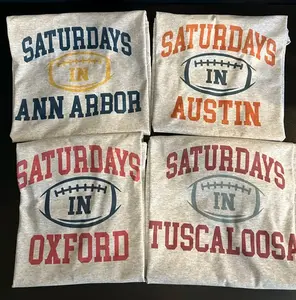 SATURDAYS
IN
ANN ARBOR
SATURDAYS
IN
AUSTIN
SATURDAYS
IN
OXFORD
SATURDAYS
IN
TUSCALOOSA